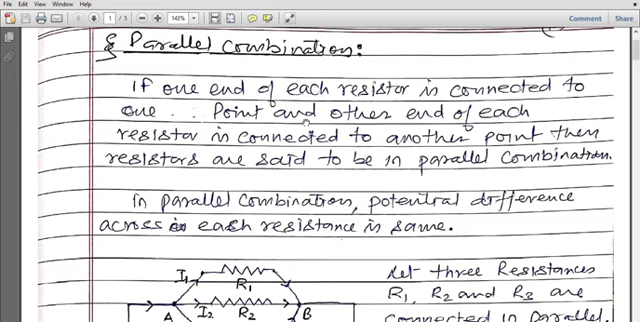 File Edit View Window Help
1 / 5
143%
Comment
Share
§ Parallel Combination:
If one end of each resistor is connected to
one Point and other end of each
resistor is connected to another point then
resistors are said to be in parallel combination.
in parallel combination, potential difference
across in each resistance is same.
I1
R1
I2
R2
A
B
Let three Resistances
R1, R2 and R3 are
connected in Parallel.